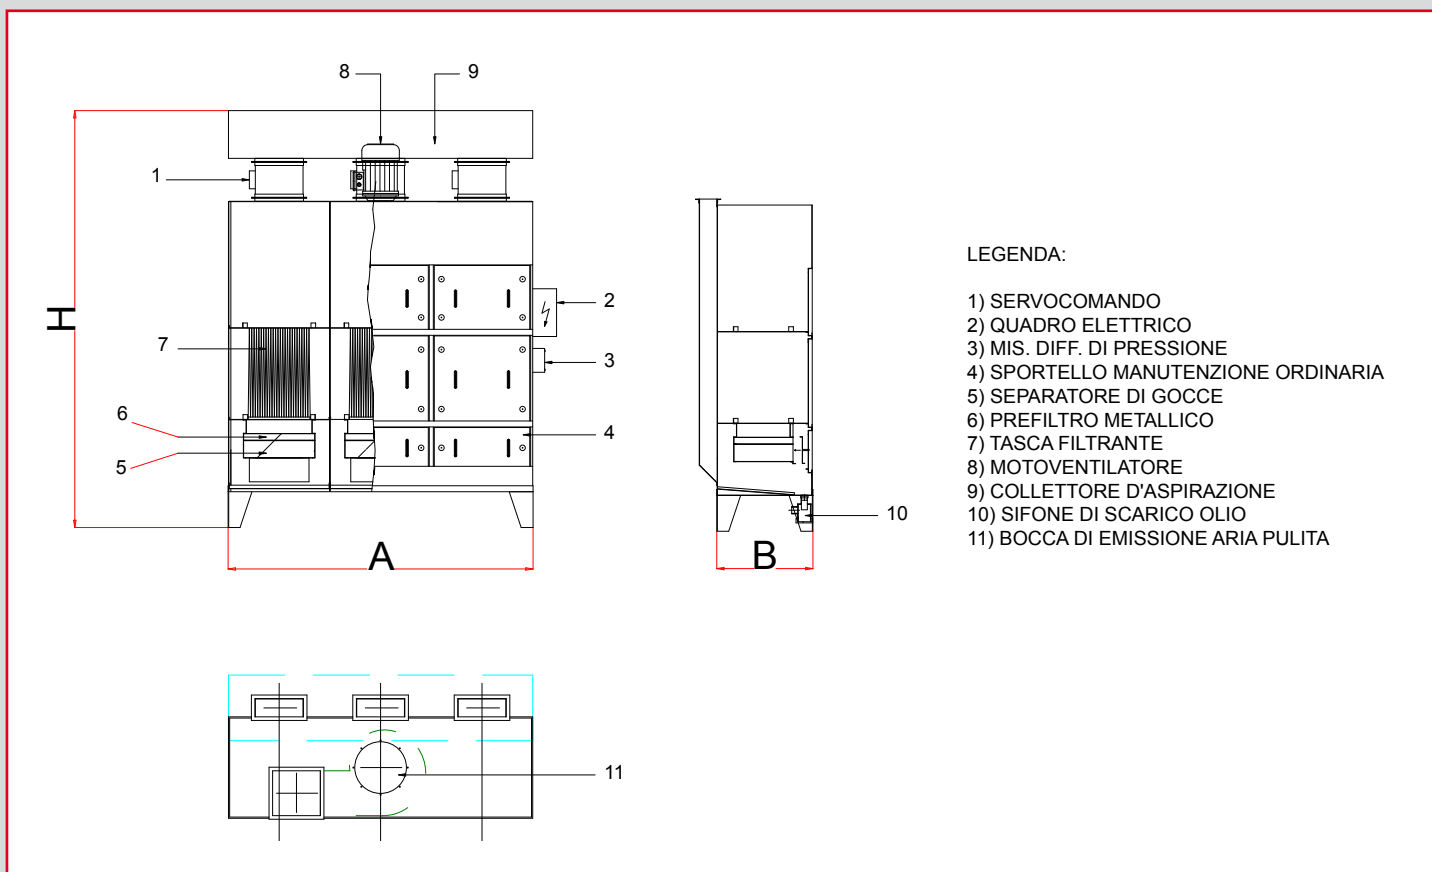 8
9
1
H
2
7
3
6
4
5
A
B
10
11
LEGENDA:
1) SERVOCOMANDO
2) QUADRO ELETTRICO
3) MIS. DIFF. DI PRESSIONE
4) SPORTELLO MANUTENZIONE ORDINARIA
5) SEPARATORE DI GOCCE
6) PREFILTRO METALLICO
7) TASCA FILTRANTE
8) MOTOVENTILATORE
9) COLLETTORE D'ASPIRAZIONE
10) SIFONE DI SCARICO OLIO
11) BOCCA DI EMISSIONE ARIA PULITA